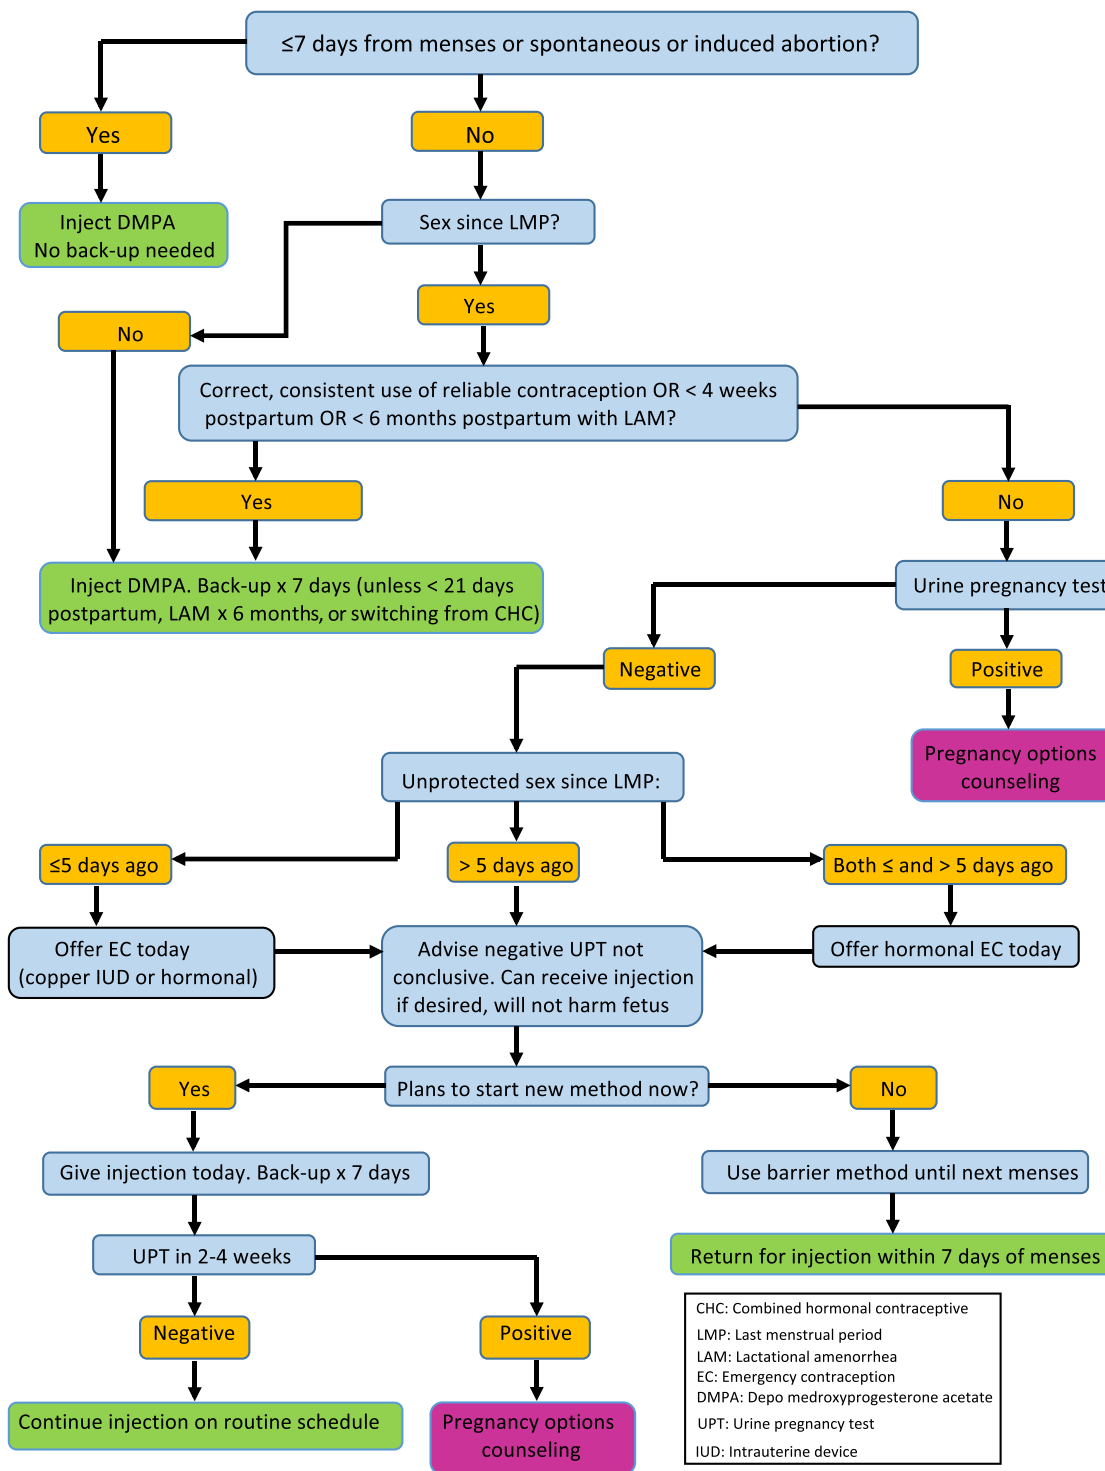 ≤7 days from menses or spontaneous or induced abortion?
Yes
No
Inject DMPA
No back-up needed
Sex since LMP?
Yes
No
Correct, consistent use of reliable contraception OR < 4 weeks
postpartum OR < 6 months postpartum with LAM?
Yes
No
Inject DMPA. Back-up x 7 days (unless < 21 days
postpartum, LAM x 6 months, or switching from CHC)
Urine pregnancy test
Negative
Positive
Pregnancy options
counseling
Unprotected sex since LMP:
≤5 days ago
> 5 days ago
Both ≤ and > 5 days ago
Offer EC today
(copper IUD or hormonal)
Advise negative UPT not
conclusive. Can receive injection
if desired, will not harm fetus
Offer hormonal EC today
Yes
Plans to start new method now?
No
Give injection today. Back-up x 7 days
Use barrier method until next menses
UPT in 2-4 weeks
Return for injection within 7 days of menses
Negative
Positive
Continue injection on routine schedule
Pregnancy options
counseling
CHC: Combined hormonal contraceptive
LMP: Last menstrual period
LAM: Lactational amenorrhea
EC: Emergency contraception
DMPA: Depo medroxyprogesterone acetate
UPT: Urine pregnancy test
IUD: Intrauterine device